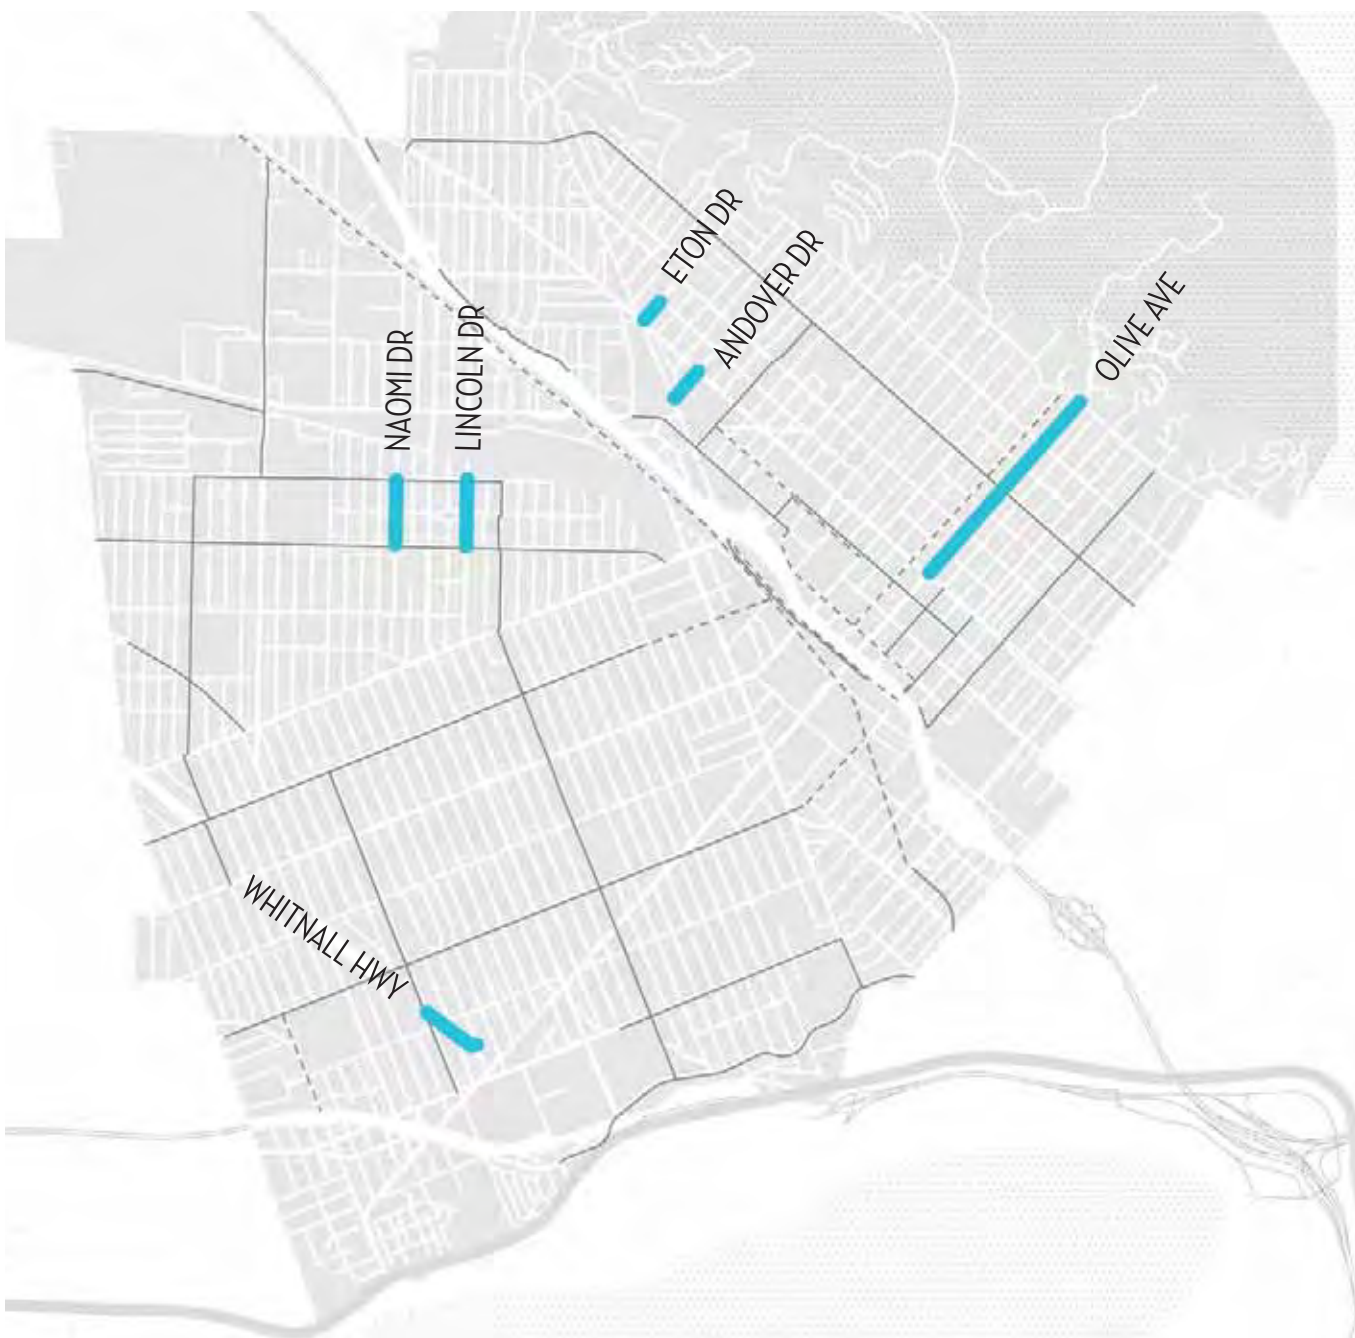 ETON DR
ANDOVER DR
OLIVE AVE
NAOMI DR
LINCOLN DR
WHITNALL HWY